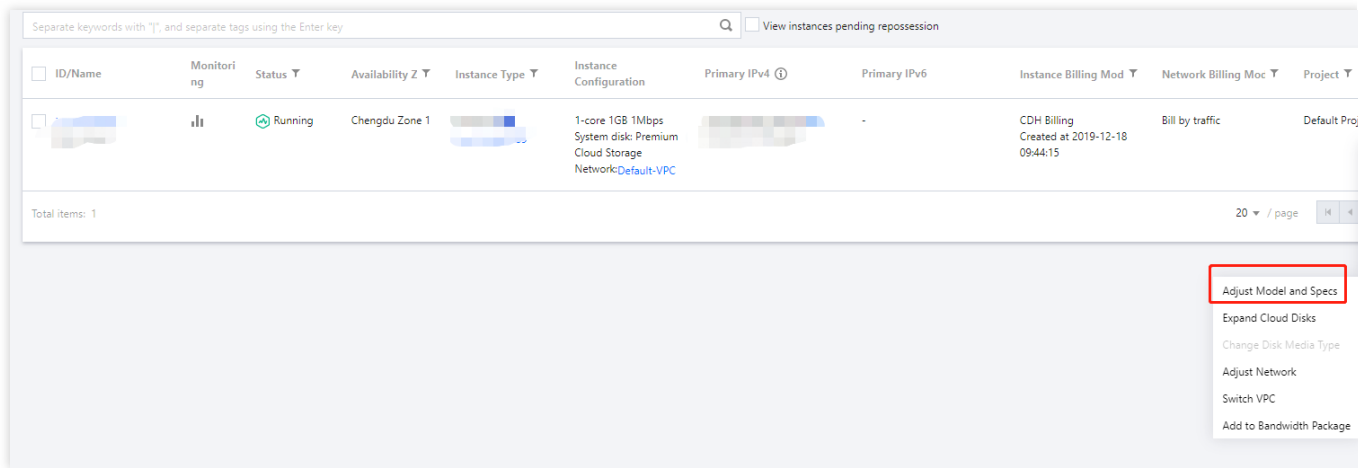 Separate keywords with "|", and separate tags using the Enter key
View instances pending repossession
ID/Name
Monitori
ng
Status
Availability Z
Instance Type
Instance
Configuration
Primary IPv4
Primary IPv6
Instance Billing Mod
Network Billing Moc
Project
Running
Chengdu Zone 1
1-core 1GB 1Mbps
System disk: Premium
Cloud Storage
Network:Default-VPC
-
CDH Billing
Created at 2019-12-18
09:44:15
Bill by traffic
Default Proj
Total items: 1
20 / page
Adjust Model and Specs
Expand Cloud Disks
Change Disk Media Type
Adjust Network
Switch VPC
Add to Bandwidth Package